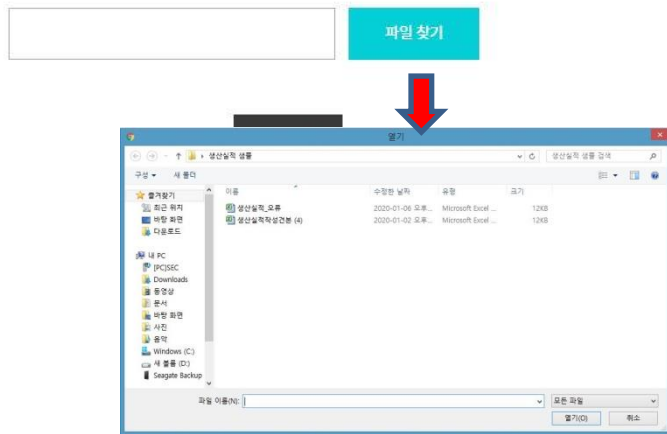 파일 찾기
열기
생산실적 샘플
생산실적 샘플 검색
구성
새 폴더
이름 수정한 날짜 유형 크기
즐겨찾기
최근 위치
바탕 화면
다운로드
생산실적_오류 2020-01-08 오후... Microsoft Excel ... 12KB
생산실적작성견본 (4) 2020-01-02 오후... Microsoft Excel ... 12KB
내 PC
[PC]SEC
Downloads
동영상
문서
바탕 화면
사진
음악
Windows (C:)
새 볼륨 (D:)
Seagate Backup
파일 이름(N):
모든 파일
열기(O) 취소